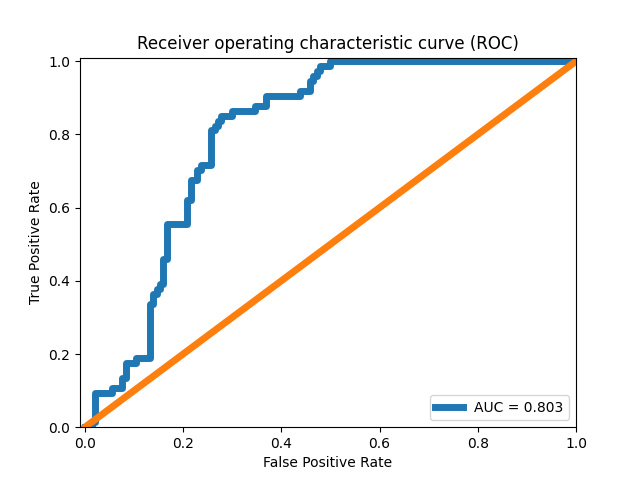 Receiver operating characteristic curve (ROC)
1.0
0.8
0.6
0.4
0.2
0.0
True Positive Rate
AUC = 0.803
0.0 0.2 0.4 0.6 0.8 1.0
False Positive Rate